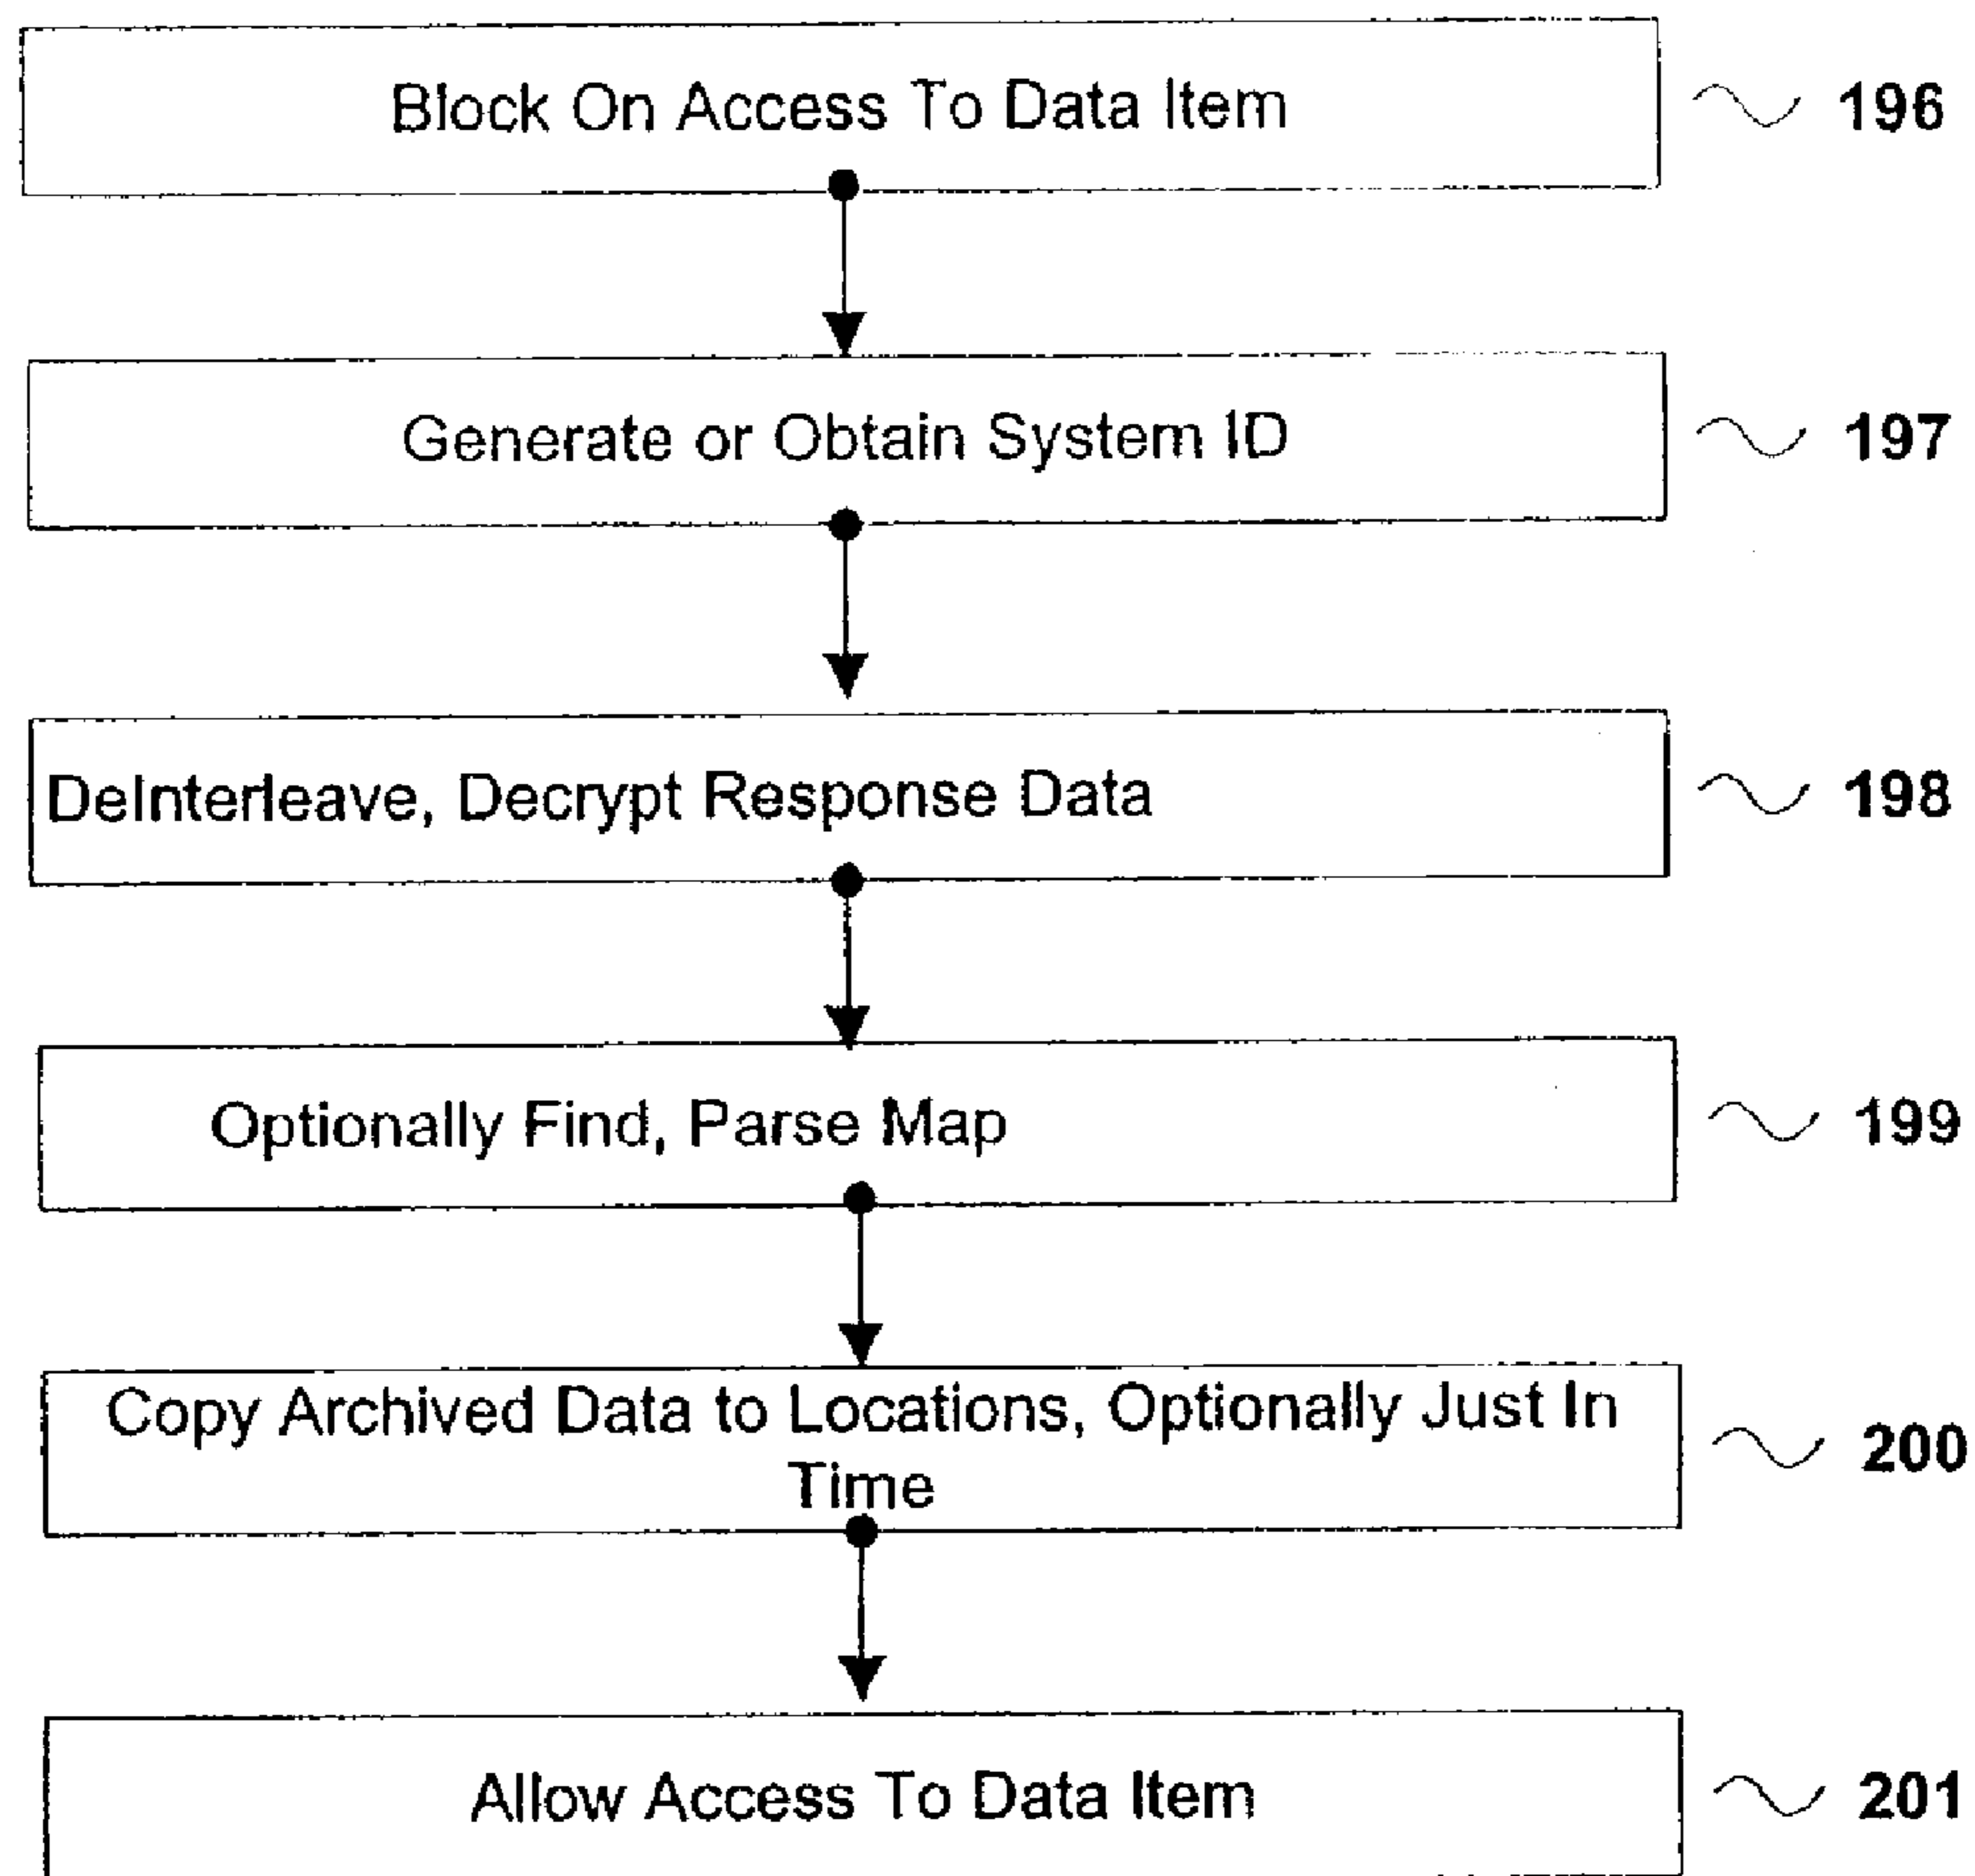 Block On Access To Data Item
196
Generate or Obtain System ID
197
DeInterleave, Decrypt Response Data
198
Optionally Find, Parse Map
199
Copy Archived Data to Locations, Optionally Just In
Time
200
Allow Access To Data Item
201